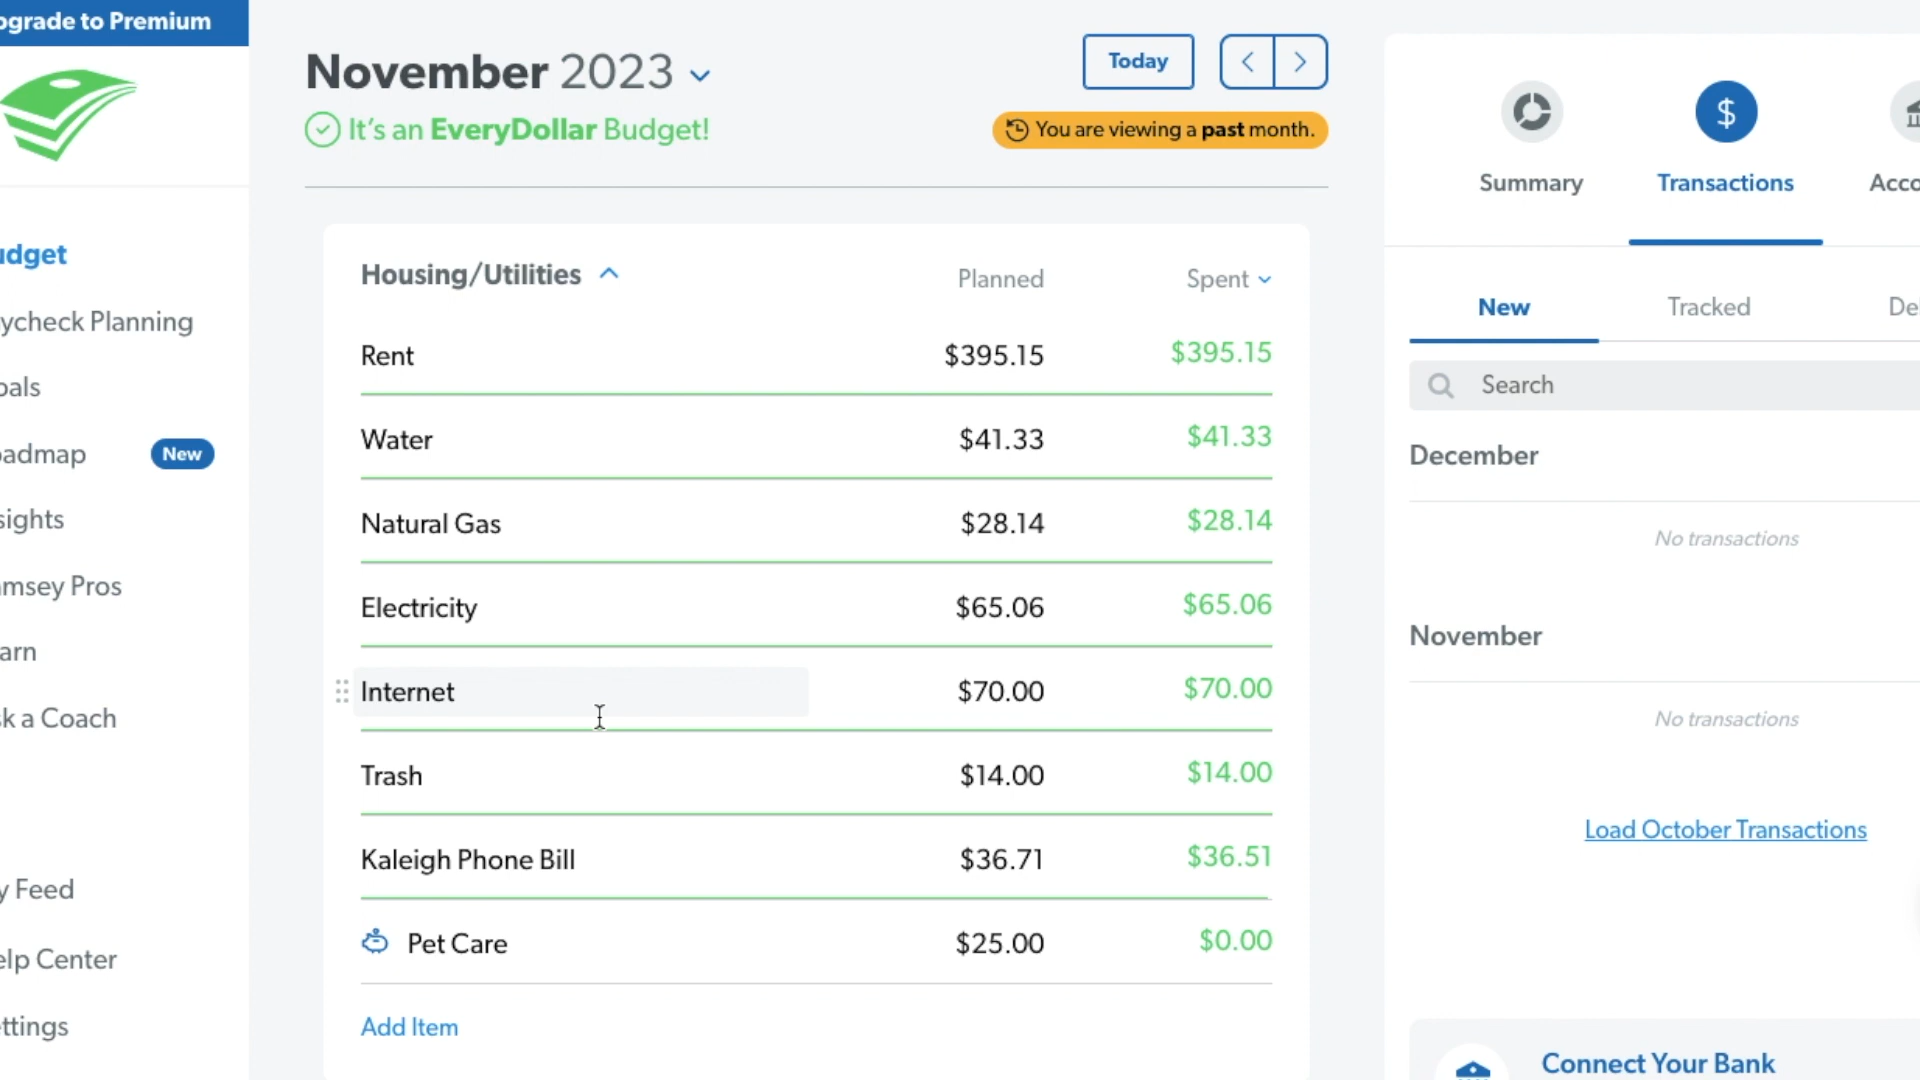 pgrade to Premium
udget
ycheck Planning
oals
oadmap New
sights
amsey Pros
arn
sk a Coach
y Feed
elp Center
ettings
November 2023
Today
It's an EveryDollar Budget!
You are viewing a past month.
Housing/Utilities Planned Spent
Rent $395.15 $395.15
Water $41.33 $41.33
Natural Gas $28.14 $28.14
Electricity $65.06 $65.06
Internet $70.00 $70.00
Trash $14.00 $14.00
Kaleigh Phone Bill $36.71 $36.51
Pet Care $25.00 $0.00
Add Item
$
Summary Transactions Acco
New Tracked De
Search
December
No transactions
November
No transactions
Load October Transactions
Connect Your Bank